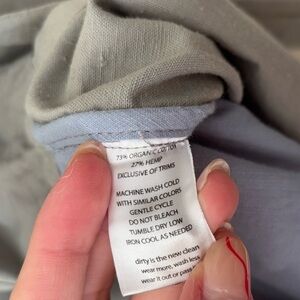 73% ORGANIC COTTON
27% HEMP
EXCLUSIVE OF TRIMS
MACHINE WASH COLD
WITH SIMILAR COLORS
GENTLE CYCLE
DO NOT BLEACH
TUMBLE DRY LOW
IRON COOL AS NEEDED
dirty is the new clean
wear more. wash less
wear it out or pass